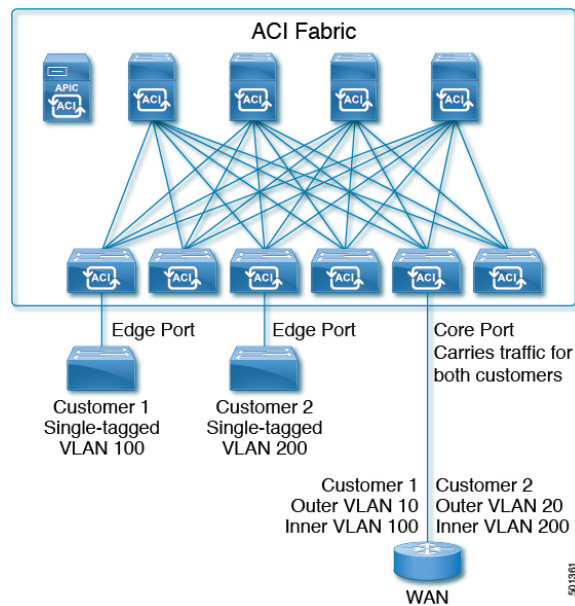 ACI Fabric
APIC
ACI
ACI
ACI
ACI
ACI
ACI
ACI
ACI
ACI
ACI
ACI
Edge Port
Edge Port
Core Port
Carries traffic for
both customers
Customer 1
Single-tagged
VLAN 100
Customer 2
Single-tagged
VLAN 200
Customer 1
Outer VLAN 10
Inner VLAN 100
Customer 2
Outer VLAN 20
Inner VLAN 200
WAN
501361